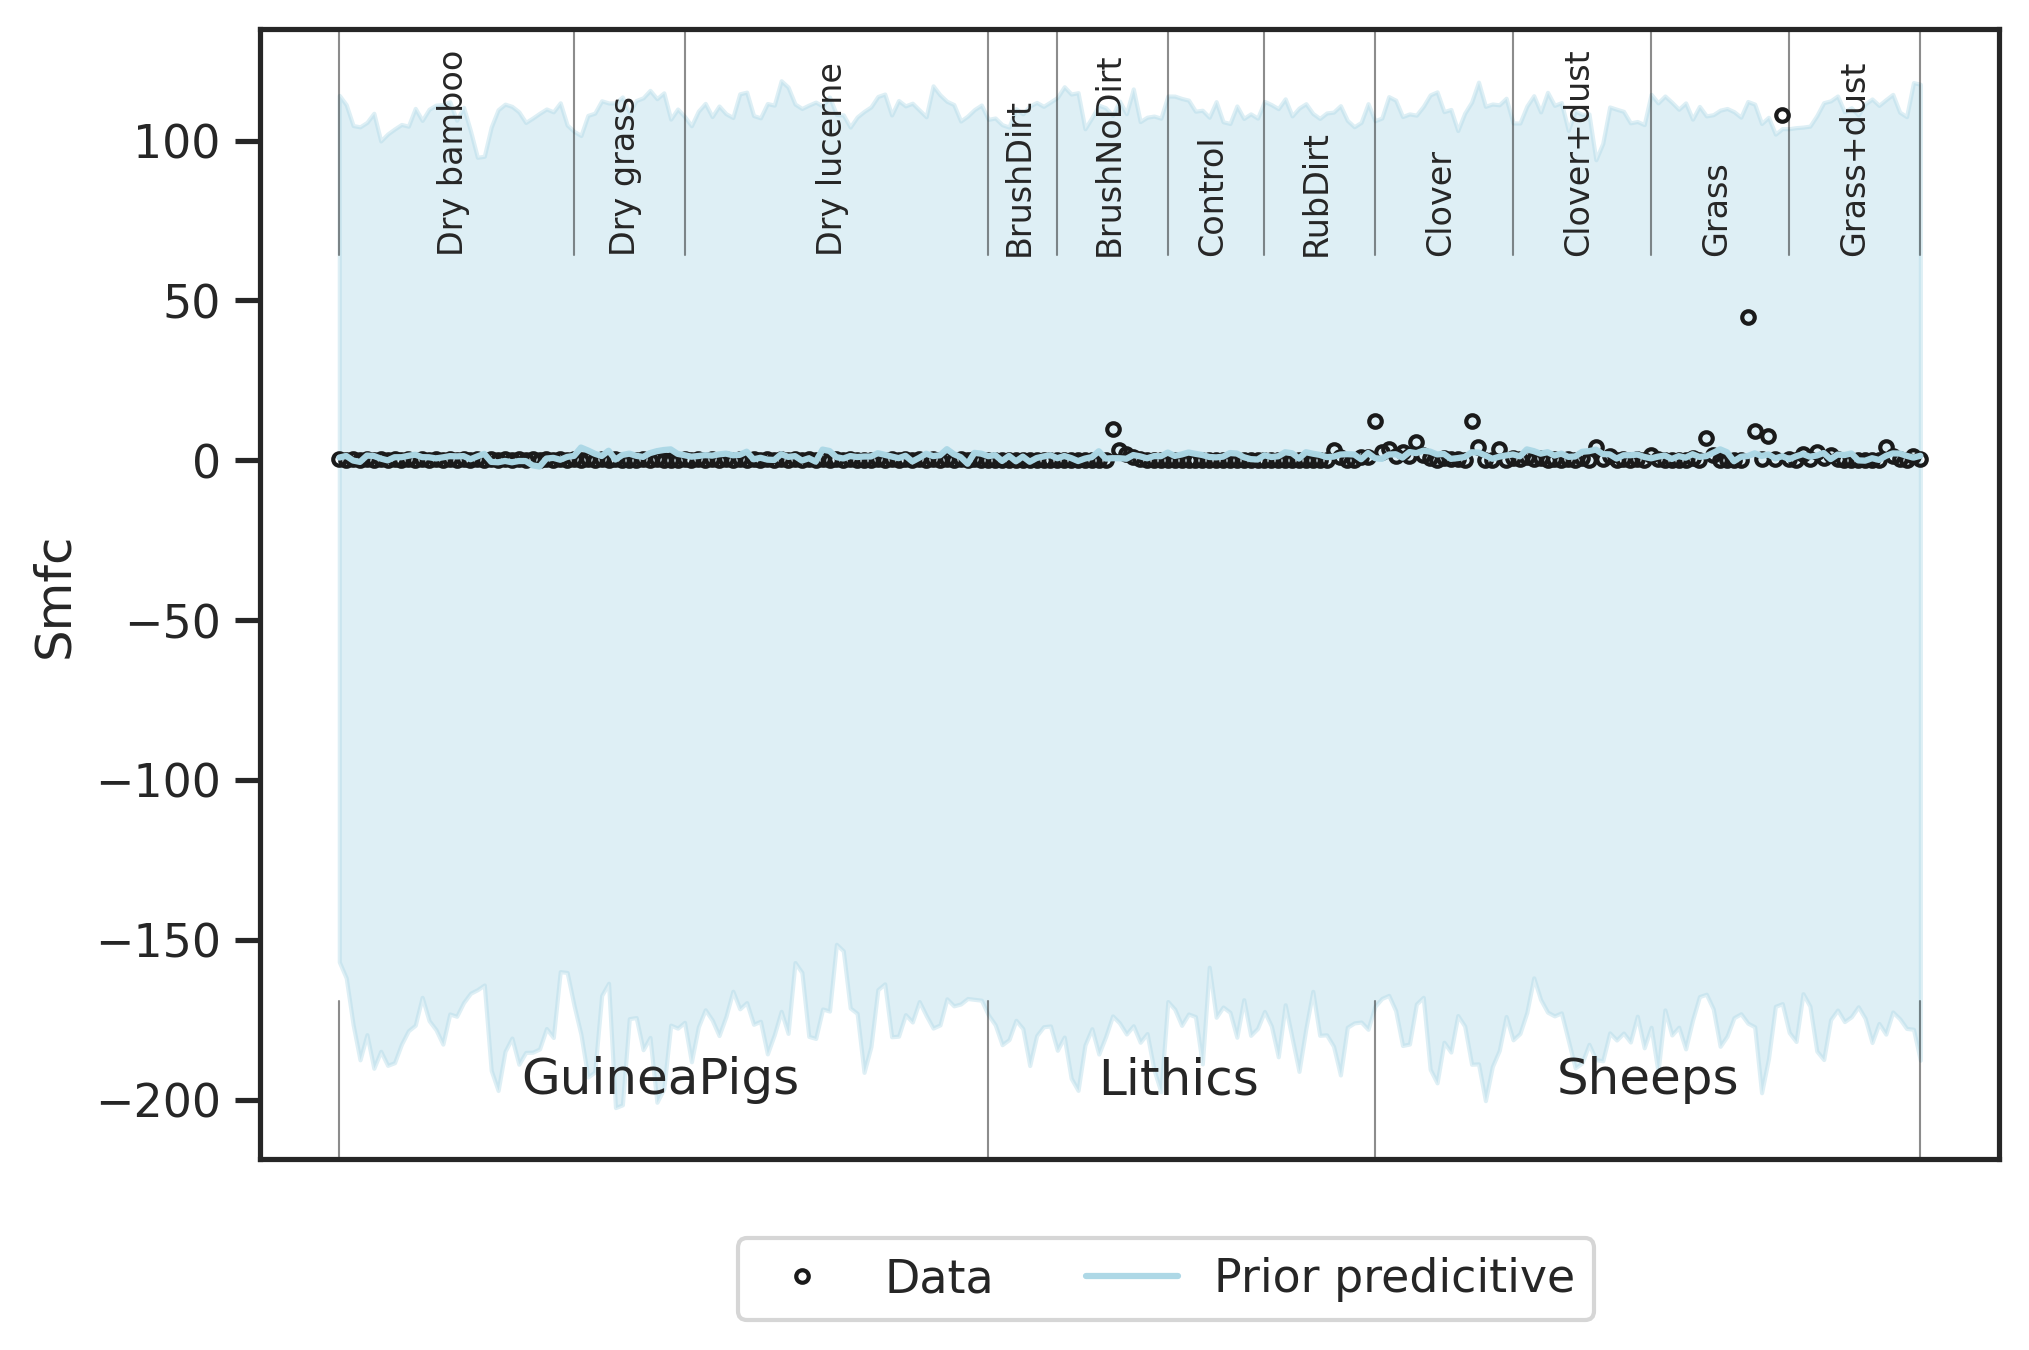 Dry bamboo
Dry grass
Dry lucerne
BrushDirt
BrushNoDirt
Control
RubDirt
Clover
Clover+dust
Grass
Grass+dust
100
50
0
−50
−100
−150
−200
Smfc
GuineaPigs
Lithics
Sheeps
Data
Prior predicitive